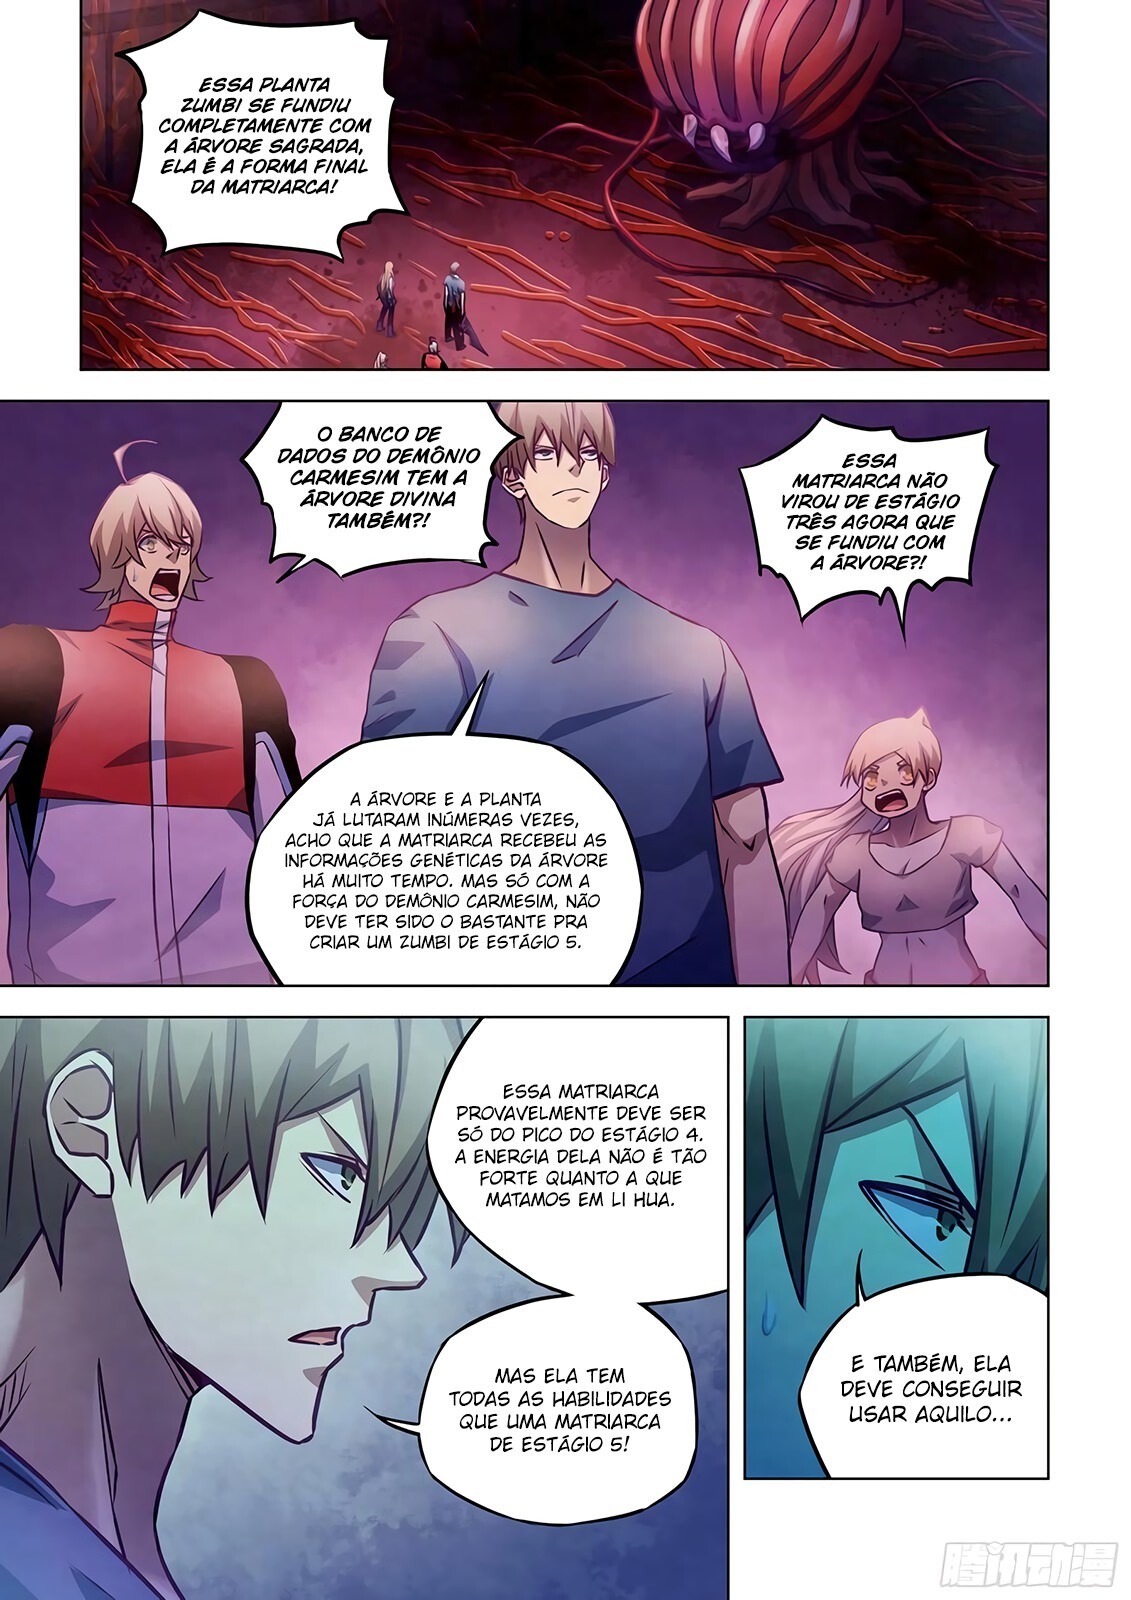 ESSA PLANTA
ZUMBI SE FUNDIU
COMPLETAMENTE COM
A ÁRVORE SAGRADA,
ELA É A FORMA FINAL
DA MATRIARCA!
O BANCO DE
DADOS DO DEMÔNIO
CARMESIM TEM A
ÁRVORE DIVINA
TAMBÉM?!
ESSA
MATRIARCA NÃO
VIROU DE ESTÁGIO
TRÊS AGORA QUE
SE FUNDIU COM
A ÁRVORE?!
A ÁRVORE E A PLANTA
JÁ LUTARAM INÚMERAS VEZES,
ACHO QUE A MATRIARCA RECEBEU AS
INFORMAÇÕES GENÉTICAS DA ÁRVORE
HÁ MUITO TEMPO. MAS SÓ COM A
FORÇA DO DEMÔNIO CARMESIM, NÃO
DEVE TER SIDO O BASTANTE PRA
CRIAR UM ZUMBI DE ESTÁGIO 5.
ESSA MATRIARCA
PROVAVELMENTE DEVE SER
SÓ DO PICO DO ESTÁGIO 4.
A ENERGIA DELA NÃO É TÃO
FORTE QUANTO A QUE
MATAMOS EM LI HUA.
MAS ELA TEM
TODAS AS HABILIDADES
QUE UMA MATRIARCA
DE ESTÁGIO 5!
E TAMBÉM, ELA
DEVE CONSEGUIR
USAR AQUILO...
腾讯动漫